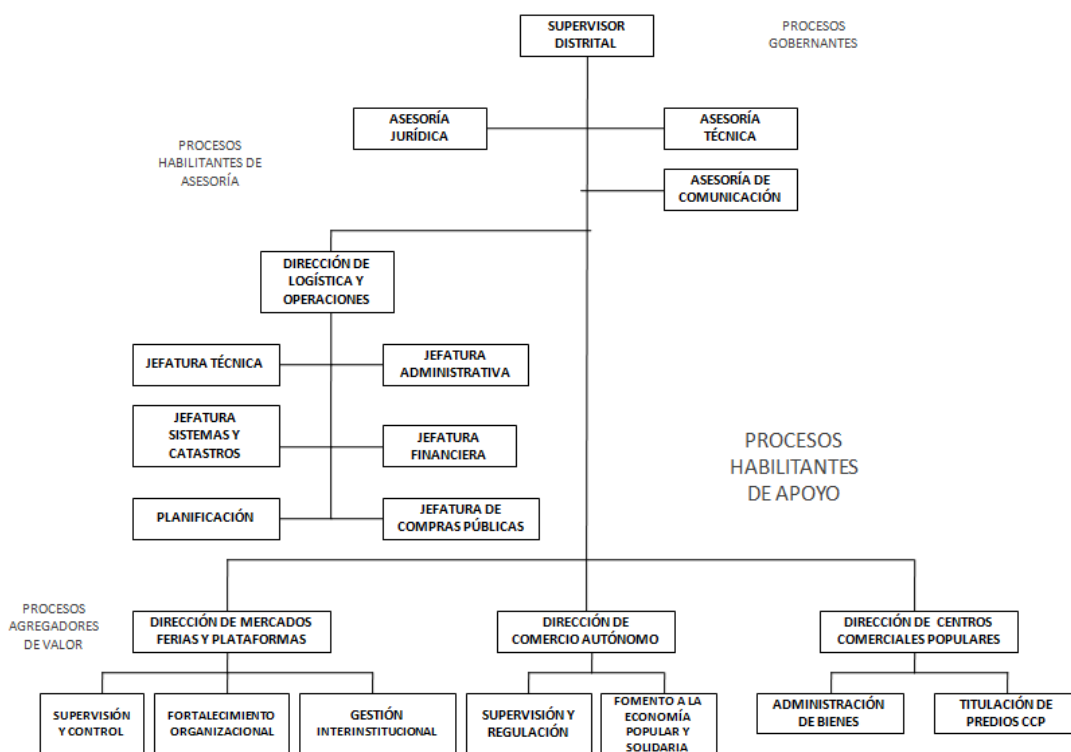 SUPERVISOR
DISTRITAL
PROCESOS
GOBERNANTES
ASESORÍA
JURÍDICA
ASESORÍA
TÉCNICA
PROCESOS
HABILITANTES DE
ASESORÍA
ASESORÍA DE
COMUNICACIÓN
DIRECCIÓN DE
LOGÍSTICA Y
OPERACIONES
JEFATURA TÉCNICA
JEFATURA
ADMINISTRATIVA
JEFATURA
SISTEMAS Y
CATASTROS
JEFATURA
FINANCIERA
PROCESOS
HABILITANTES
DE APOYO
PLANIFICACIÓN
JEFATURA DE
COMPRAS PÚBLICAS
PROCESOS
AGREGADORES
DE VALOR
DIRECCIÓN DE MERCADOS
FERIAS Y PLATAFORMAS
DIRECCIÓN DE
COMERCIO AUTÓNOMO
DIRECCIÓN DE CENTROS
COMERCIALES POPULARES
SUPERVISIÓN
Y CONTROL
FORTALECIMIENTO
ORGANIZACIONAL
GESTIÓN
INTERINSTITUCIONAL
SUPERVISIÓN Y
REGULACIÓN
FOMENTO A LA
ECONOMÍA
POPULAR Y
SOLIDARIA
ADMINISTRACIÓN
DE BIENES
TITULACIÓN DE
PREDIOS CCP